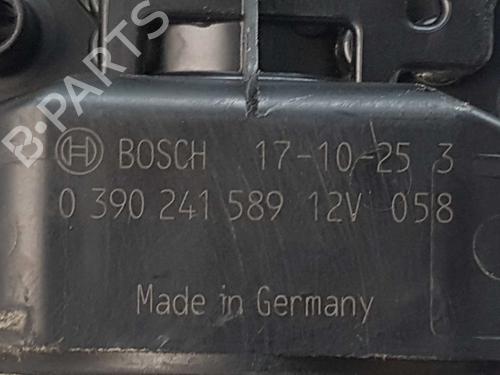 B-PARTS
BOSCH 17-10-25 3
0 390 241 589 12V 058
Made in Germany